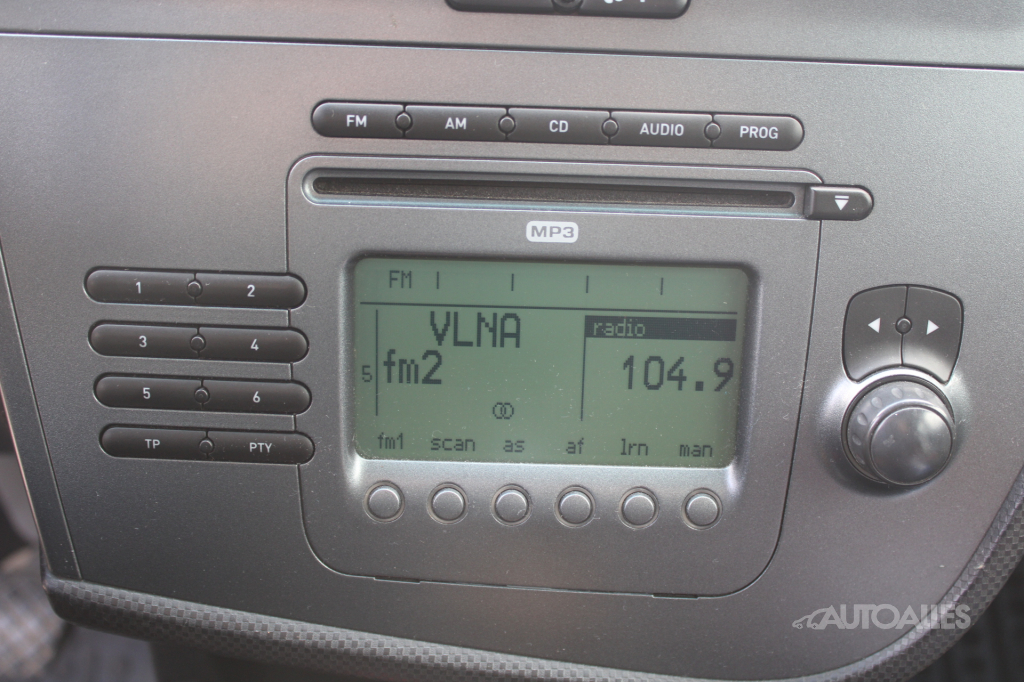 FM AM CD AUDIO PROG
MP3
1 2
3 4
5 6
TP PTY
FM
VLNA radio
5 fm2 104.9
fm1 scan as af lrn man
AUTOALLES